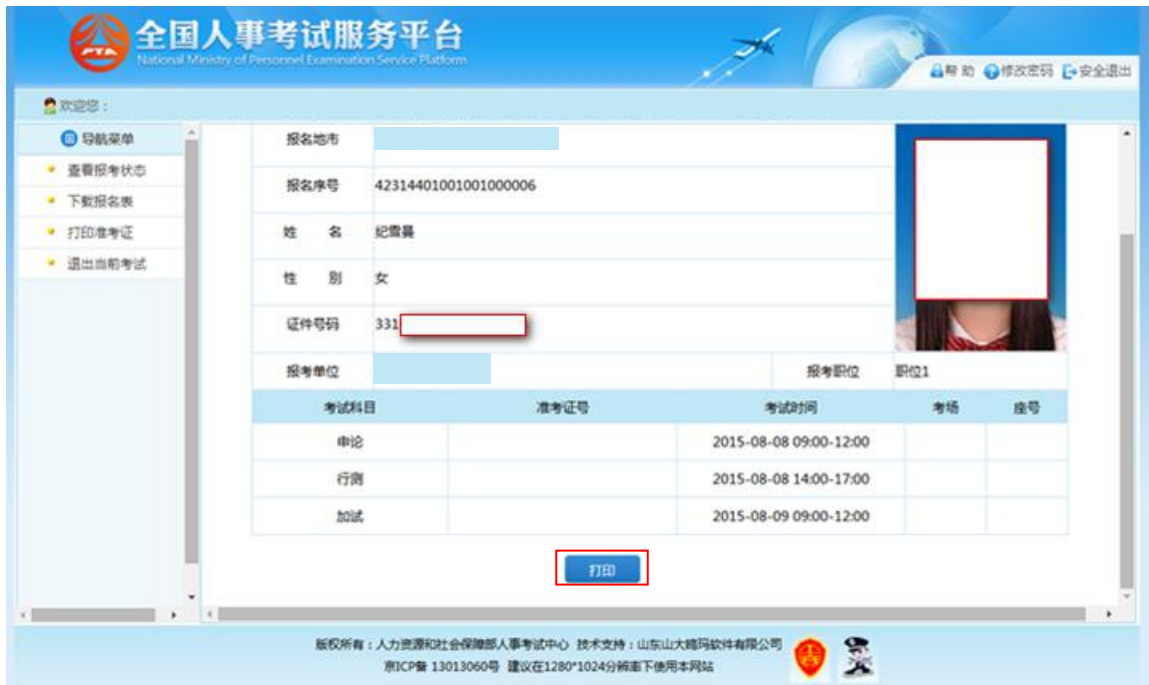 PTA 全国人事考试服务平台
National Ministry of Personnel Examination Service Platform
帮 助 修改密码 安全退出
欢迎您：
导航菜单
查看报考状态
下载报名表
打印准考证
退出当前考试
报名地市
报名序号 42314401001001000006
姓 名 纪雪晨
性 别 女
证件号码 331
报考单位 报考职位 职位1
考试科目 准考证号 考试时间 考场 座号
申论 2015-08-08 09:00-12:00
行测 2015-08-08 14:00-17:00
加试 2015-08-09 09:00-12:00
打印
版权所有：人力资源和社会保障部人事考试中心 技术支持：山东山大鸥玛软件有限公司
京ICP备 13013060号 建议在1280*1024分辨率下使用本网站